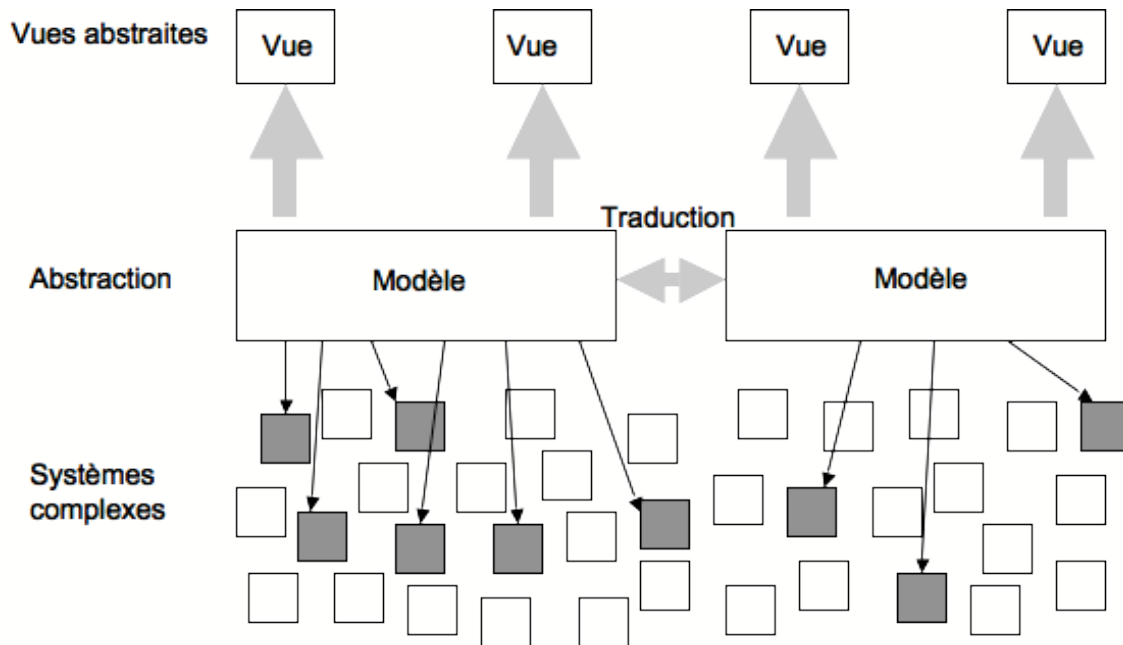 Vues abstraites
Vue
Vue
Vue
Vue
Traduction
Abstraction
Modèle
Modèle
Systèmes
complexes